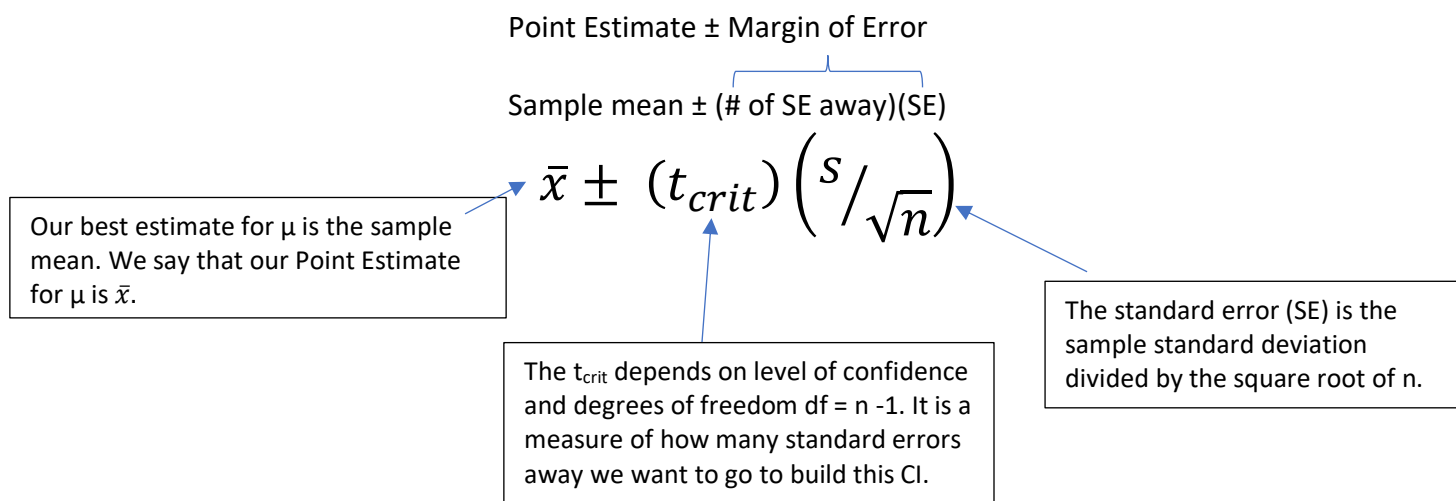 Point Estimate ± Margin of Error
Sample mean ± (# of SE away)(SE)
x̄ ± (t_crit) (s/√n)
Our best estimate for μ is the sample
mean. We say that our Point Estimate
for μ is x̄.
The t_crit depends on level of confidence
and degrees of freedom df = n -1. It is a
measure of how many standard errors
away we want to go to build this CI.
The standard error (SE) is the
sample standard deviation
divided by the square root of n.